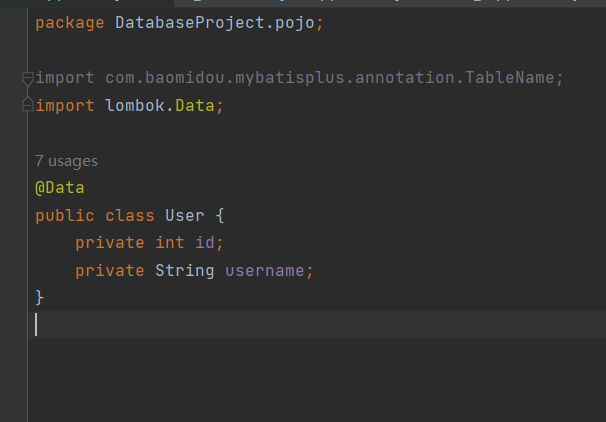 package DatabaseProject.pojo;
import com.baomidou.mybatisplus.annotation.TableName;
import lombok.Data;
7 usages
@Data
public class User {
    private int id;
    private String username;
}